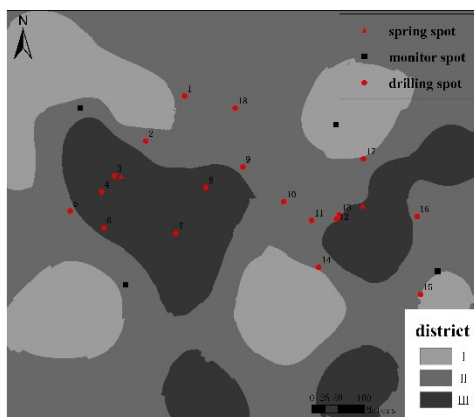 N
spring spot
monitor spot
drilling spot
1
18
2
17
9
3
8
4
10
5
13
16
11
12
6
7
14
15
district
I
II
III
0 25 50 100
Meters